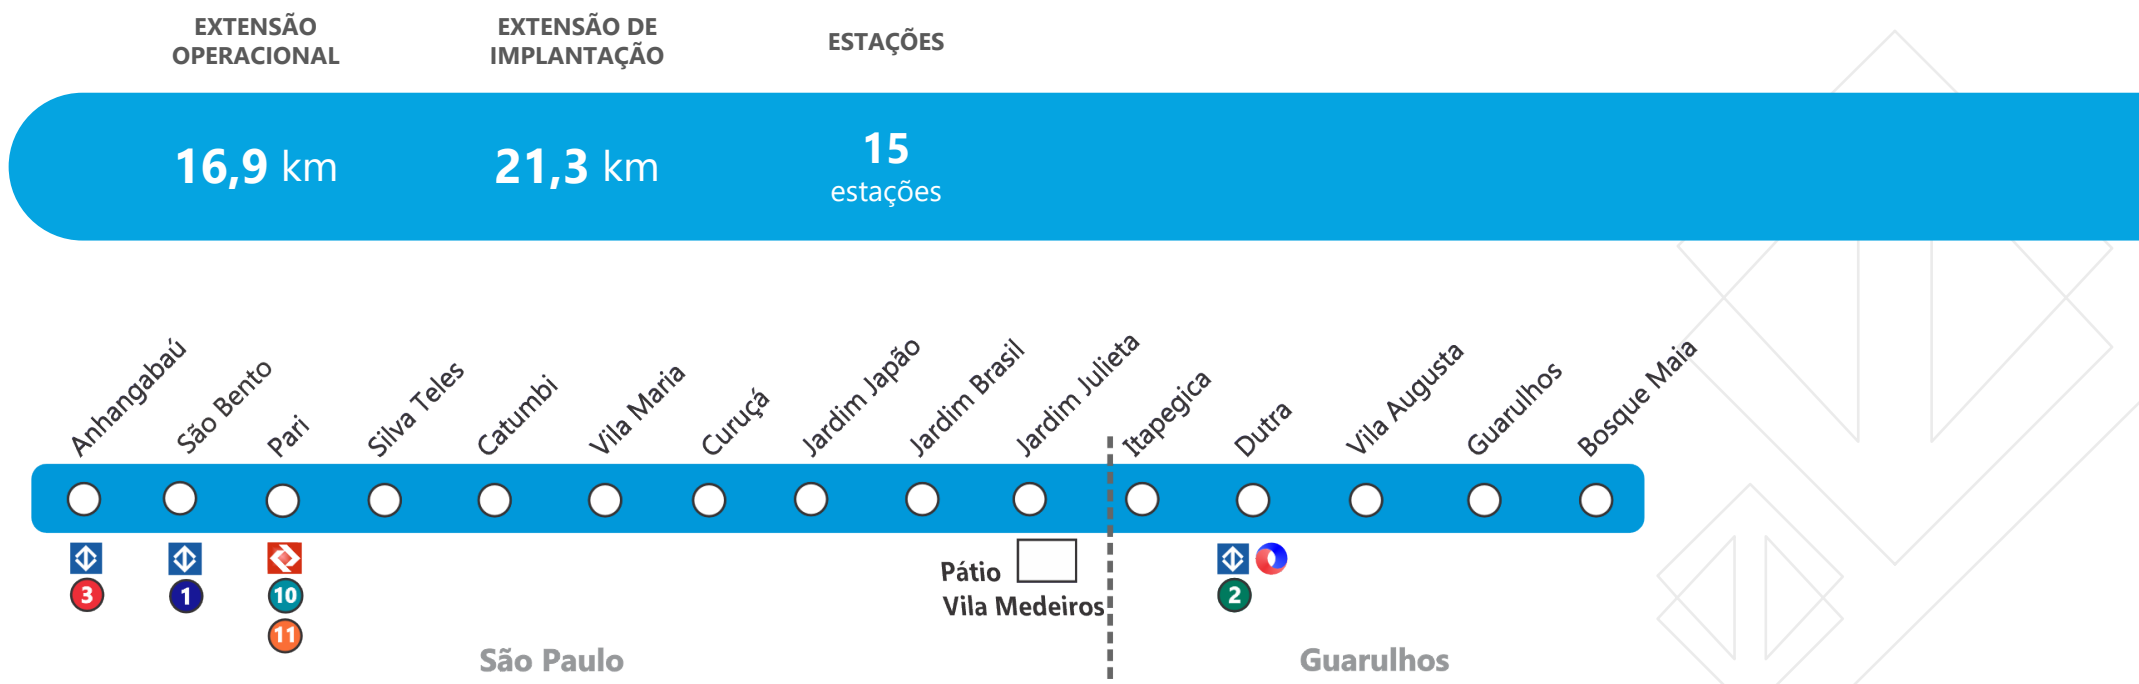 EXTENSÃO
OPERACIONAL
EXTENSÃO DE
IMPLANTAÇÃO
ESTAÇÕES
16,9 km
21,3 km
15
estações
Anhangabaú
São Bento
Pari
Silva Teles
Catumbi
Vila Maria
Curuçá
Jardim Japão
Jardim Brasil
Jardim Julieta
Itapegica
Dutra
Vila Augusta
Guarulhos
Bosque Maia
3
1
10
11
Pátio
Vila Medeiros
2
São Paulo
Guarulhos